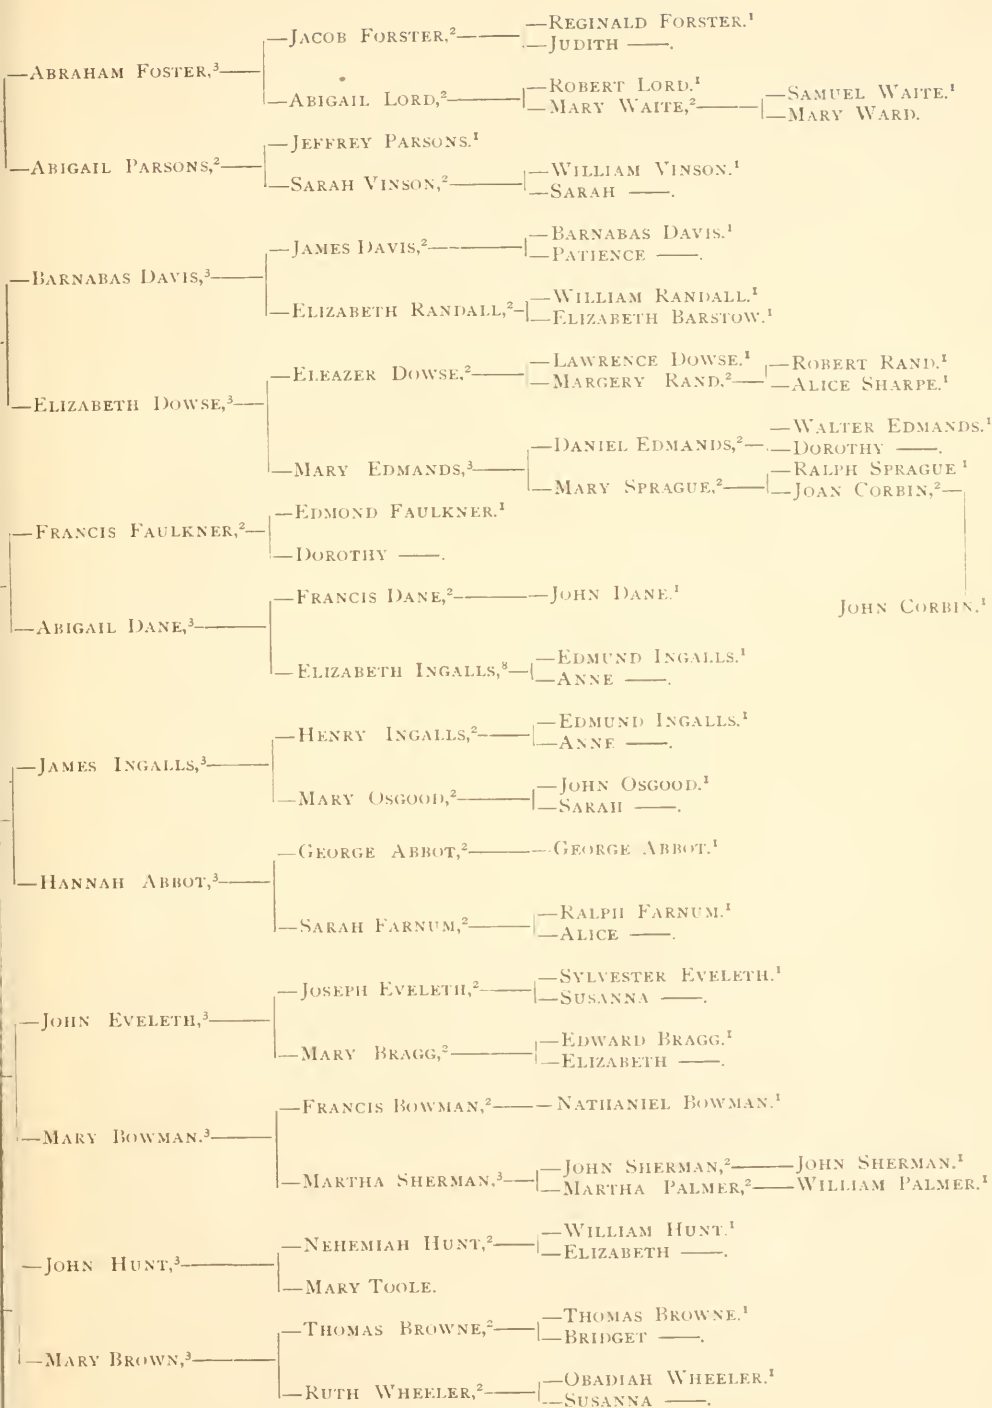 REGINALD FORSTER.¹
JACOB FORSTER,²
JUDITH ——.
ABRAHAM FOSTER,³
ROBERT LORD.¹
SAMUEL WAITE.¹
ABIGAIL LORD,²
MARY WAITE,²
MARY WARD.
JEFFREY PARSONS.¹
ABIGAIL PARSONS,²
WILLIAM VINSON.¹
SARAH VINSON,²
SARAH ——.
BARNABAS DAVIS.¹
JAMES DAVIS,²
PATIENCE ——.
BARNABAS DAVIS,³
WILLIAM RANDALL.¹
ELIZABETH RANDALL,²
ELIZABETH BARSTOW.¹
LAWRENCE DOWSE.¹
ROBERT RAND.¹
ELEAZER DOWSE,²
MARGERY RAND,²
ALICE SHARPE.¹
ELIZABETH DOWSE,³
WALTER EDMANDS.¹
DANIEL EDMANDS,²
DOROTHY ——.
MARY EDMANDS,³
RALPH SPRAGUE¹
MARY SPRAGUE,²
JOAN CORBIN,²
EDMOND FAULKNER.¹
FRANCIS FAULKNER,²
DOROTHY ——.
FRANCIS DANE,²
JOHN DANE.¹
JOHN CORBIN.¹
ABIGAIL DANE,³
EDMUND INGALLS.¹
ELIZABETH INGALLS,⁸
ANNE ——.
EDMUND INGALLS.¹
HENRY INGALLS,²
ANNE ——.
JAMES INGALLS,³
JOHN OSGOOD.¹
MARY OSGOOD,²
SARAH ——.
GEORGE ABBOT,²
GEORGE ABBOT.¹
HANNAH ABBOT,³
RALPH FARNUM.¹
SARAH FARNUM,²
ALICE ——.
SYLVESTER EVELETH.¹
JOSEPH EVELETH,²
SUSANNA ——.
JOHN EVELETH,³
EDWARD BRAGG.¹
MARY BRAGG,²
ELIZABETH ——.
FRANCIS BOWMAN,²
NATHANIEL BOWMAN.¹
MARY BOWMAN.³
JOHN SHERMAN,²
JOHN SHERMAN.¹
MARTHA SHERMAN,³
MARTHA PALMER,²
WILLIAM PALMER.¹
WILLIAM HUNT.¹
NEHEMIAH HUNT,²
ELIZABETH ——.
JOHN HUNT,³
MARY TOOLE.
THOMAS BROWNE.¹
THOMAS BROWNE,²
BRIDGET ——.
MARY BROWN,³
OBADIAH WHEELER.¹
RUTH WHEELER,²
SUSANNA ——.